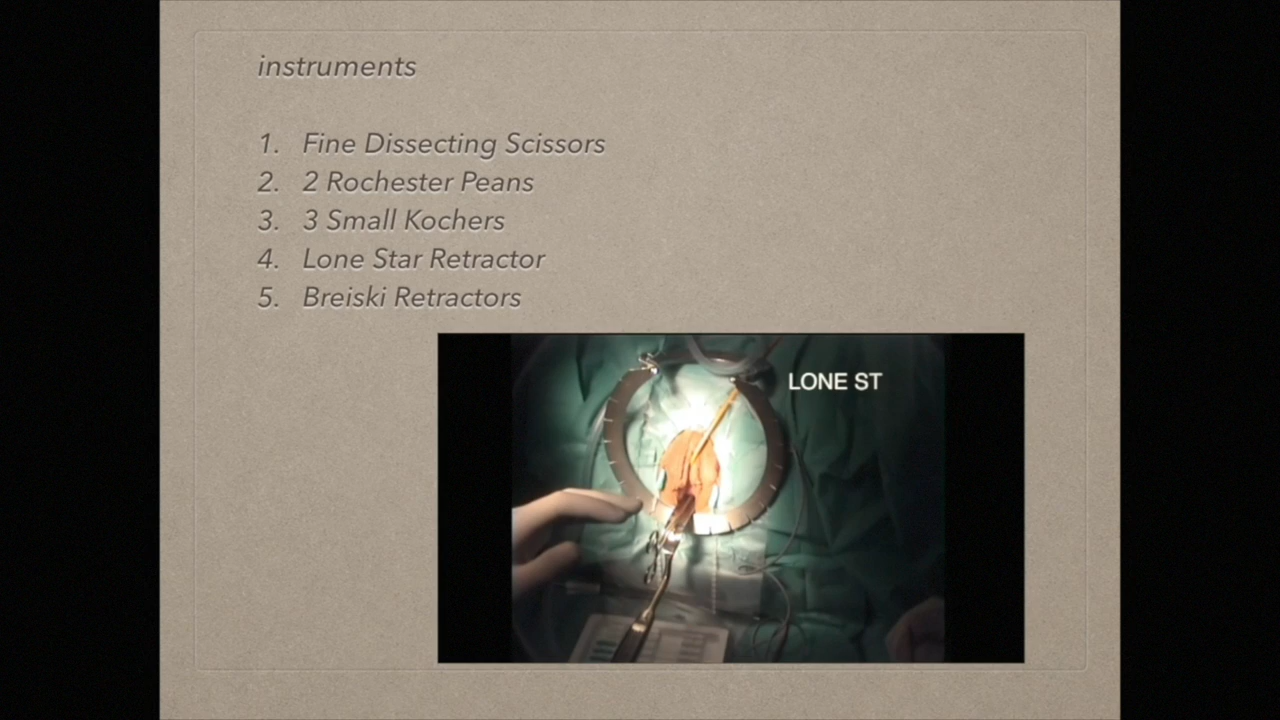 instruments
1. Fine Dissecting Scissors
2. 2 Rochester Peans
3. 3 Small Kochers
4. Lone Star Retractor
5. Breiski Retractors
LONE ST